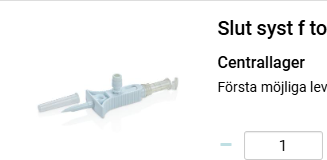 Slut syst f to
Centrallager
Första möjliga lev
1